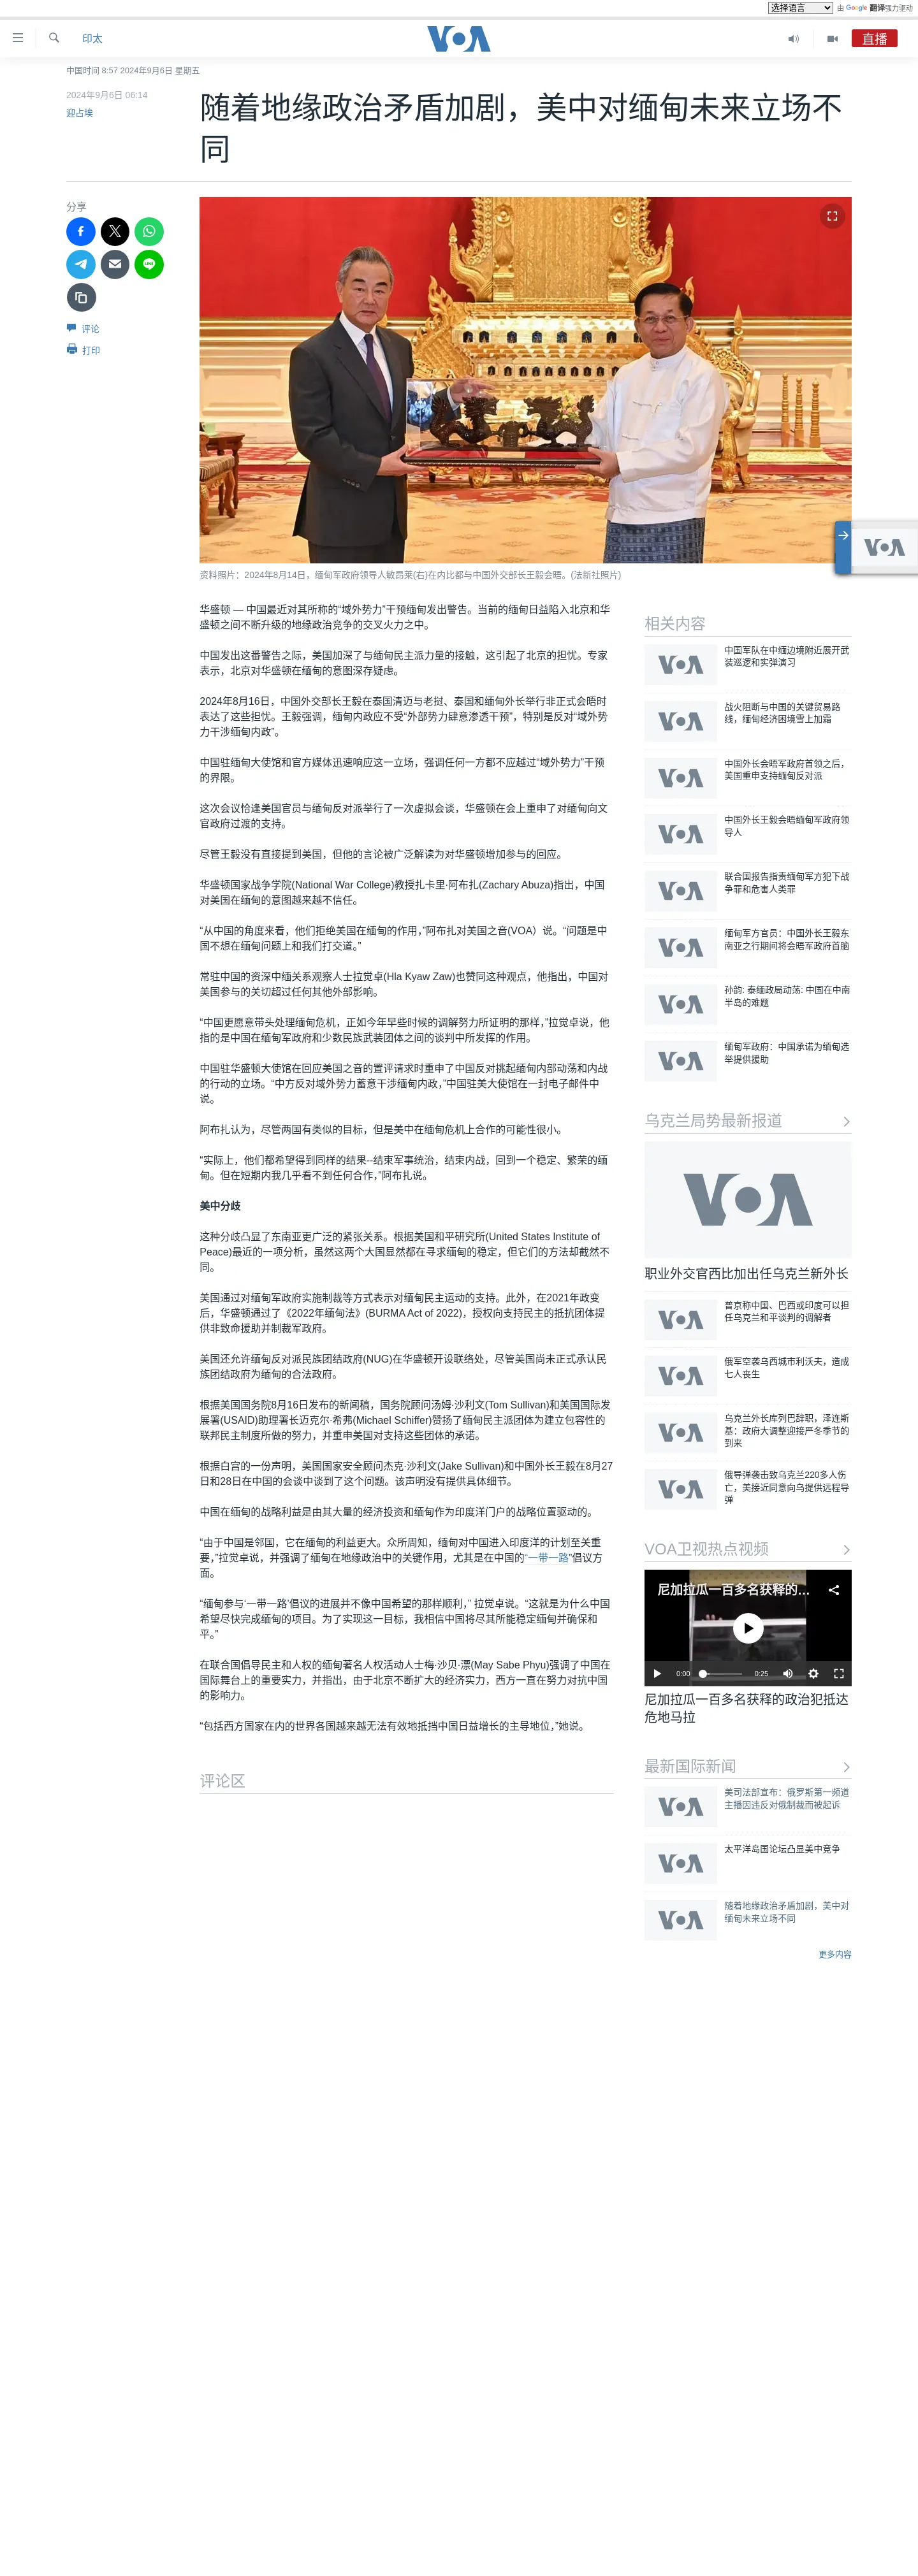 选择语言
由 Google 翻译强力驱动
印太
VOA
直播
中国时间 8:57 2024年9月6日 星期五
2024年9月6日 06:14
迎占埃
随着地缘政治矛盾加剧，美中对缅甸未来立场不
同
分享
评论
打印
资料照片：2024年8月14日，缅甸军政府领导人敏昂莱(右)在内比都与中国外交部长王毅会晤。(法新社照片)
华盛顿 — 中国最近对其所称的“域外势力”干预缅甸发出警告。当前的缅甸日益陷入北京和华
盛顿之间不断升级的地缘政治竞争的交叉火力之中。
中国发出这番警告之际，美国加深了与缅甸民主派力量的接触，这引起了北京的担忧。专家
表示，北京对华盛顿在缅甸的意图深存疑虑。
2024年8月16日，中国外交部长王毅在泰国清迈与老挝、泰国和缅甸外长举行非正式会晤时
表达了这些担忧。王毅强调，缅甸内政应不受“外部势力肆意渗透干预”，特别是反对“域外势
力干涉缅甸内政”。
中国驻缅甸大使馆和官方媒体迅速响应这一立场，强调任何一方都不应越过“域外势力”干预
的界限。
这次会议恰逢美国官员与缅甸反对派举行了一次虚拟会谈，华盛顿在会上重申了对缅甸向文
官政府过渡的支持。
尽管王毅没有直接提到美国，但他的言论被广泛解读为对华盛顿增加参与的回应。
华盛顿国家战争学院(National War College)教授扎卡里·阿布扎(Zachary Abuza)指出，中国
对美国在缅甸的意图越来越不信任。
“从中国的角度来看，他们拒绝美国在缅甸的作用，”阿布扎对美国之音(VOA）说。“问题是中
国不想在缅甸问题上和我们打交道。”
常驻中国的资深中缅关系观察人士拉觉卓(Hla Kyaw Zaw)也赞同这种观点，他指出，中国对
美国参与的关切超过任何其他外部影响。
“中国更愿意带头处理缅甸危机，正如今年早些时候的调解努力所证明的那样，”拉觉卓说，他
指的是中国在缅甸军政府和少数民族武装团体之间的谈判中所发挥的作用。
中国驻华盛顿大使馆在回应美国之音的置评请求时重申了中国反对挑起缅甸内部动荡和内战
的行动的立场。“中方反对域外势力蓄意干涉缅甸内政，”中国驻美大使馆在一封电子邮件中
说。
阿布扎认为，尽管两国有类似的目标，但是美中在缅甸危机上合作的可能性很小。
“实际上，他们都希望得到同样的结果--结束军事统治，结束内战，回到一个稳定、繁荣的缅
甸。但在短期内我几乎看不到任何合作，”阿布扎说。
美中分歧
这种分歧凸显了东南亚更广泛的紧张关系。根据美国和平研究所(United States Institute of
Peace)最近的一项分析，虽然这两个大国显然都在寻求缅甸的稳定，但它们的方法却截然不
同。
美国通过对缅甸军政府实施制裁等方式表示对缅甸民主运动的支持。此外，在2021年政变
后，华盛顿通过了《2022年缅甸法》(BURMA Act of 2022)，授权向支持民主的抵抗团体提
供非致命援助并制裁军政府。
美国还允许缅甸反对派民族团结政府(NUG)在华盛顿开设联络处，尽管美国尚未正式承认民
族团结政府为缅甸的合法政府。
根据美国国务院8月16日发布的新闻稿，国务院顾问汤姆·沙利文(Tom Sullivan)和美国国际发
展署(USAID)助理署长迈克尔·希弗(Michael Schiffer)赞扬了缅甸民主派团体为建立包容性的
联邦民主制度所做的努力，并重申美国对支持这些团体的承诺。
根据白宫的一份声明，美国国家安全顾问杰克·沙利文(Jake Sullivan)和中国外长王毅在8月27
日和28日在中国的会谈中谈到了这个问题。该声明没有提供具体细节。
中国在缅甸的战略利益是由其大量的经济投资和缅甸作为印度洋门户的战略位置驱动的。
“由于中国是邻国，它在缅甸的利益更大。众所周知，缅甸对中国进入印度洋的计划至关重
要，”拉觉卓说，并强调了缅甸在地缘政治中的关键作用，尤其是在中国的“一带一路”倡议方
面。
“缅甸参与‘一带一路’倡议的进展并不像中国希望的那样顺利，” 拉觉卓说。“这就是为什么中国
希望尽快完成缅甸的项目。为了实现这一目标，我相信中国将尽其所能稳定缅甸并确保和
平。”
在联合国倡导民主和人权的缅甸著名人权活动人士梅·沙贝·漂(May Sabe Phyu)强调了中国在
国际舞台上的重要实力，并指出，由于北京不断扩大的经济实力，西方一直在努力对抗中国
的影响力。
“包括西方国家在内的世界各国越来越无法有效地抵挡中国日益增长的主导地位，”她说。
评论区
相关内容
中国军队在中缅边境附近展开武
装巡逻和实弹演习
战火阻断与中国的关键贸易路
线，缅甸经济困境雪上加霜
中国外长会晤军政府首领之后，
美国重申支持缅甸反对派
中国外长王毅会晤缅甸军政府领
导人
联合国报告指责缅甸军方犯下战
争罪和危害人类罪
缅甸军方官员：中国外长王毅东
南亚之行期间将会晤军政府首脑
孙韵: 泰缅政局动荡: 中国在中南
半岛的难题
缅甸军政府：中国承诺为缅甸选
举提供援助
乌克兰局势最新报道
VOA
职业外交官西比加出任乌克兰新外长
普京称中国、巴西或印度可以担
任乌克兰和平谈判的调解者
俄军空袭乌西城市利沃夫，造成
七人丧生
乌克兰外长库列巴辞职，泽连斯
基：政府大调整迎接严冬季节的
到来
俄导弹袭击致乌克兰220多人伤
亡，美接近同意向乌提供远程导
弹
VOA卫视热点视频
尼加拉瓜一百多名获释的...
0:00
0:25
尼加拉瓜一百多名获释的政治犯抵达
危地马拉
最新国际新闻
美司法部宣布：俄罗斯第一频道
主播因违反对俄制裁而被起诉
太平洋岛国论坛凸显美中竞争
随着地缘政治矛盾加剧，美中对
缅甸未来立场不同
更多内容